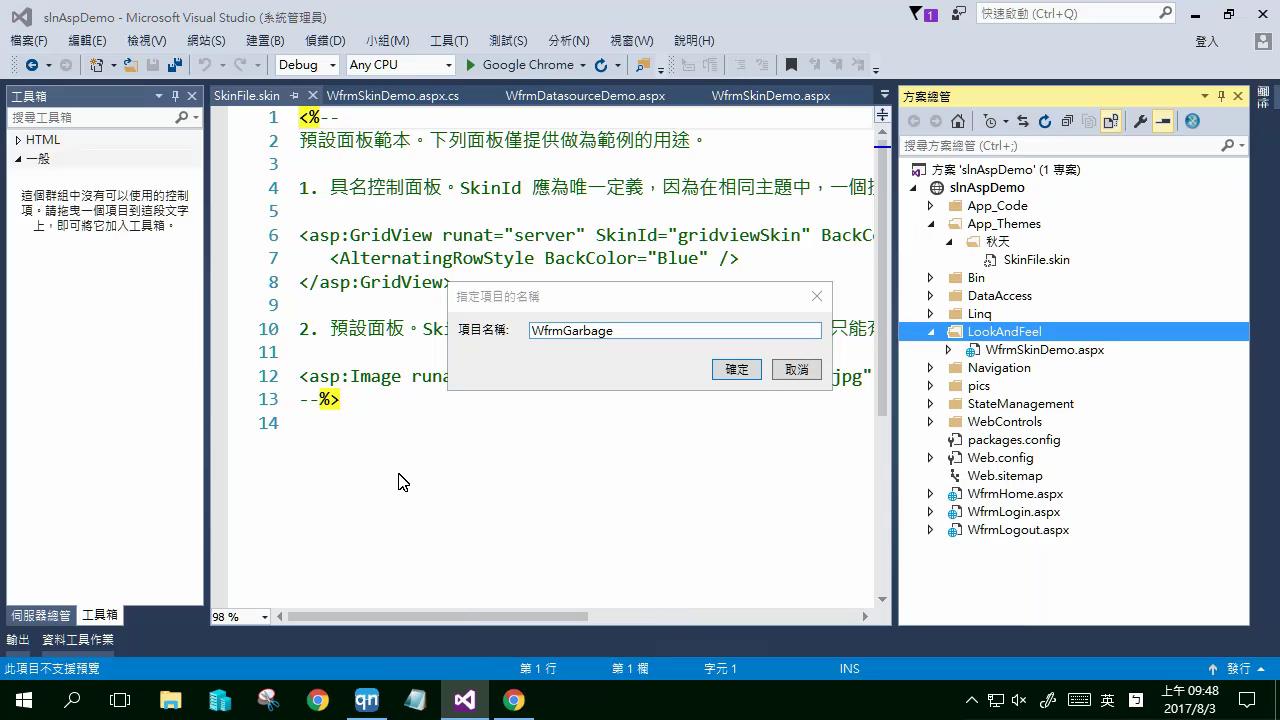 slnAspDemo - Microsoft Visual Studio (系統管理員)
1
快速啟動 (Ctrl+Q)
檔案(F) 編輯(E) 檢視(V) 網站(S) 建置(B) 偵錯(D) 小組(M) 工具(T) 測試(S) 分析(N) 視窗(W) 說明(H)
登入
Debug Any CPU Google Chrome
工具箱
搜尋工具箱
HTML
一般
這個群組中沒有可以使用的控制
項。請拖曳一個項目到這段文字
上，即可將它加入工具箱。
伺服器總管 工具箱
SkinFile.skin WfrmSkinDemo.aspx.cs WfrmDatasourceDemo.aspx WfrmSkinDemo.aspx
1 <%--
2 預設面板範本。下列面板僅提供做為範例的用途。
3
4 1. 具名控制面板。SkinId 應為唯一定義，因為在相同主題中，一個
5
6 <asp:GridView runat="server" SkinId="gridviewSkin" BackC
7 <AlternatingRowStyle BackColor="Blue" />
8 </asp:GridView>
9
10 2. 預設面板。Ski
只能
11
12 <asp:Image runa
jpg"
13 --%>
14
98 %
指定項目的名稱
項目名稱: WfrmGarbage
確定 取消
方案總管
搜尋方案總管 (Ctrl+;)
方案 'slnAspDemo' (1 專案)
slnAspDemo
App_Code
App_Themes
秋天
SkinFile.skin
Bin
DataAccess
Linq
LookAndFeel
WfrmSkinDemo.aspx
Navigation
pics
StateManagement
WebControls
packages.config
Web.config
Web.sitemap
WfrmHome.aspx
WfrmLogin.aspx
WfrmLogout.aspx
輸出 資料工具作業
此項目不支援預覽 第 1 行 第 1 欄 字元 1 INS 發行
qn
英
上午 09:48
2017/8/3